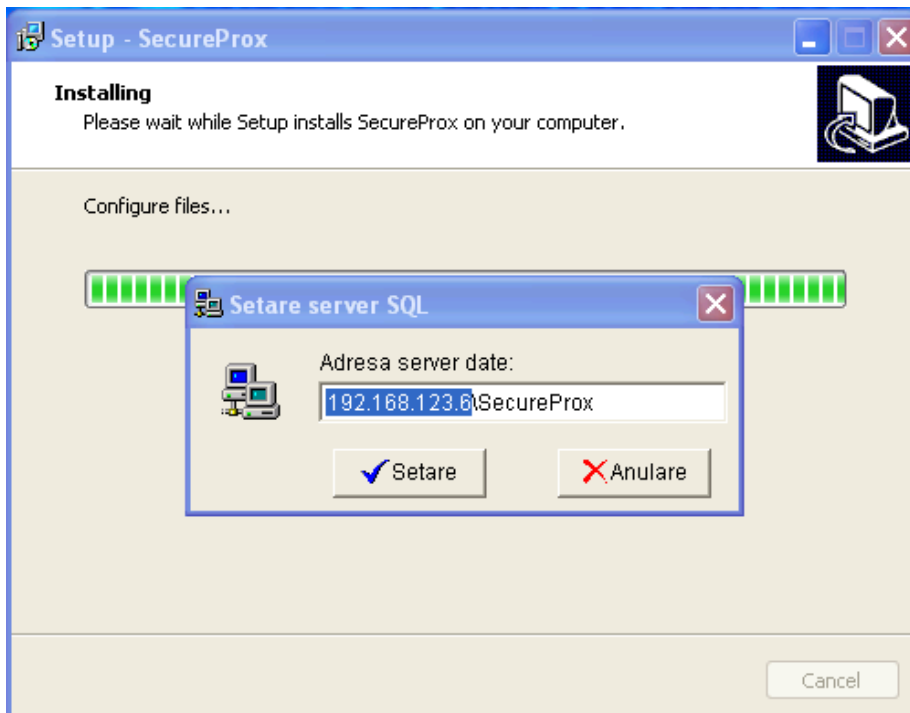 Setup - SecureProx
Installing
Please wait while Setup installs SecureProx on your computer.
Configure files...
Setare server SQL
Adresa server date:
192.168.123.6\SecureProx
Setare
Anulare
Cancel